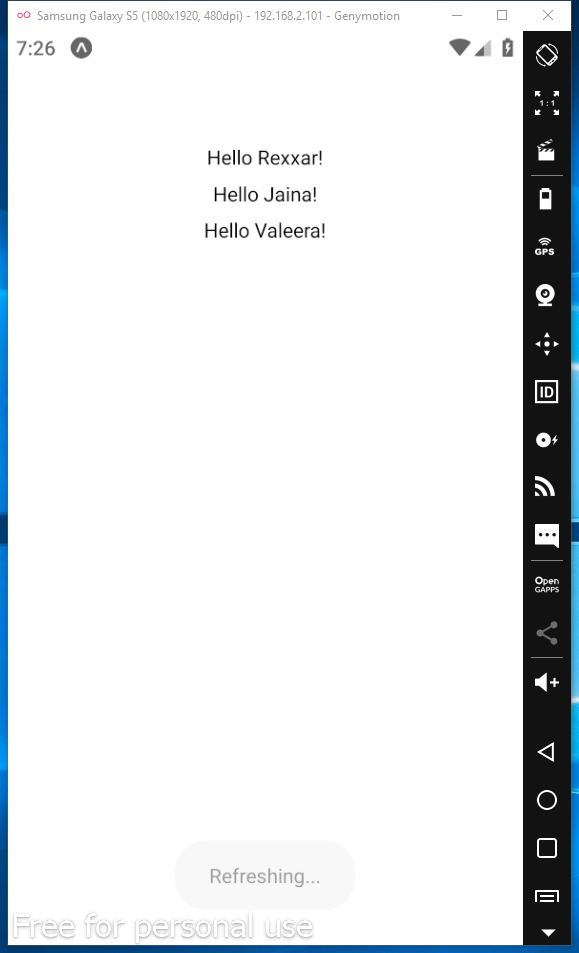 Samsung Galaxy S5 (1080x1920, 480dpi) - 192.168.2.101 - Genymotion
7:26
1:1
Hello Rexxar!
Hello Jaina!
Hello Valeera!
GPS
ID
Open
GAPPS
Refreshing...
Free for personal use